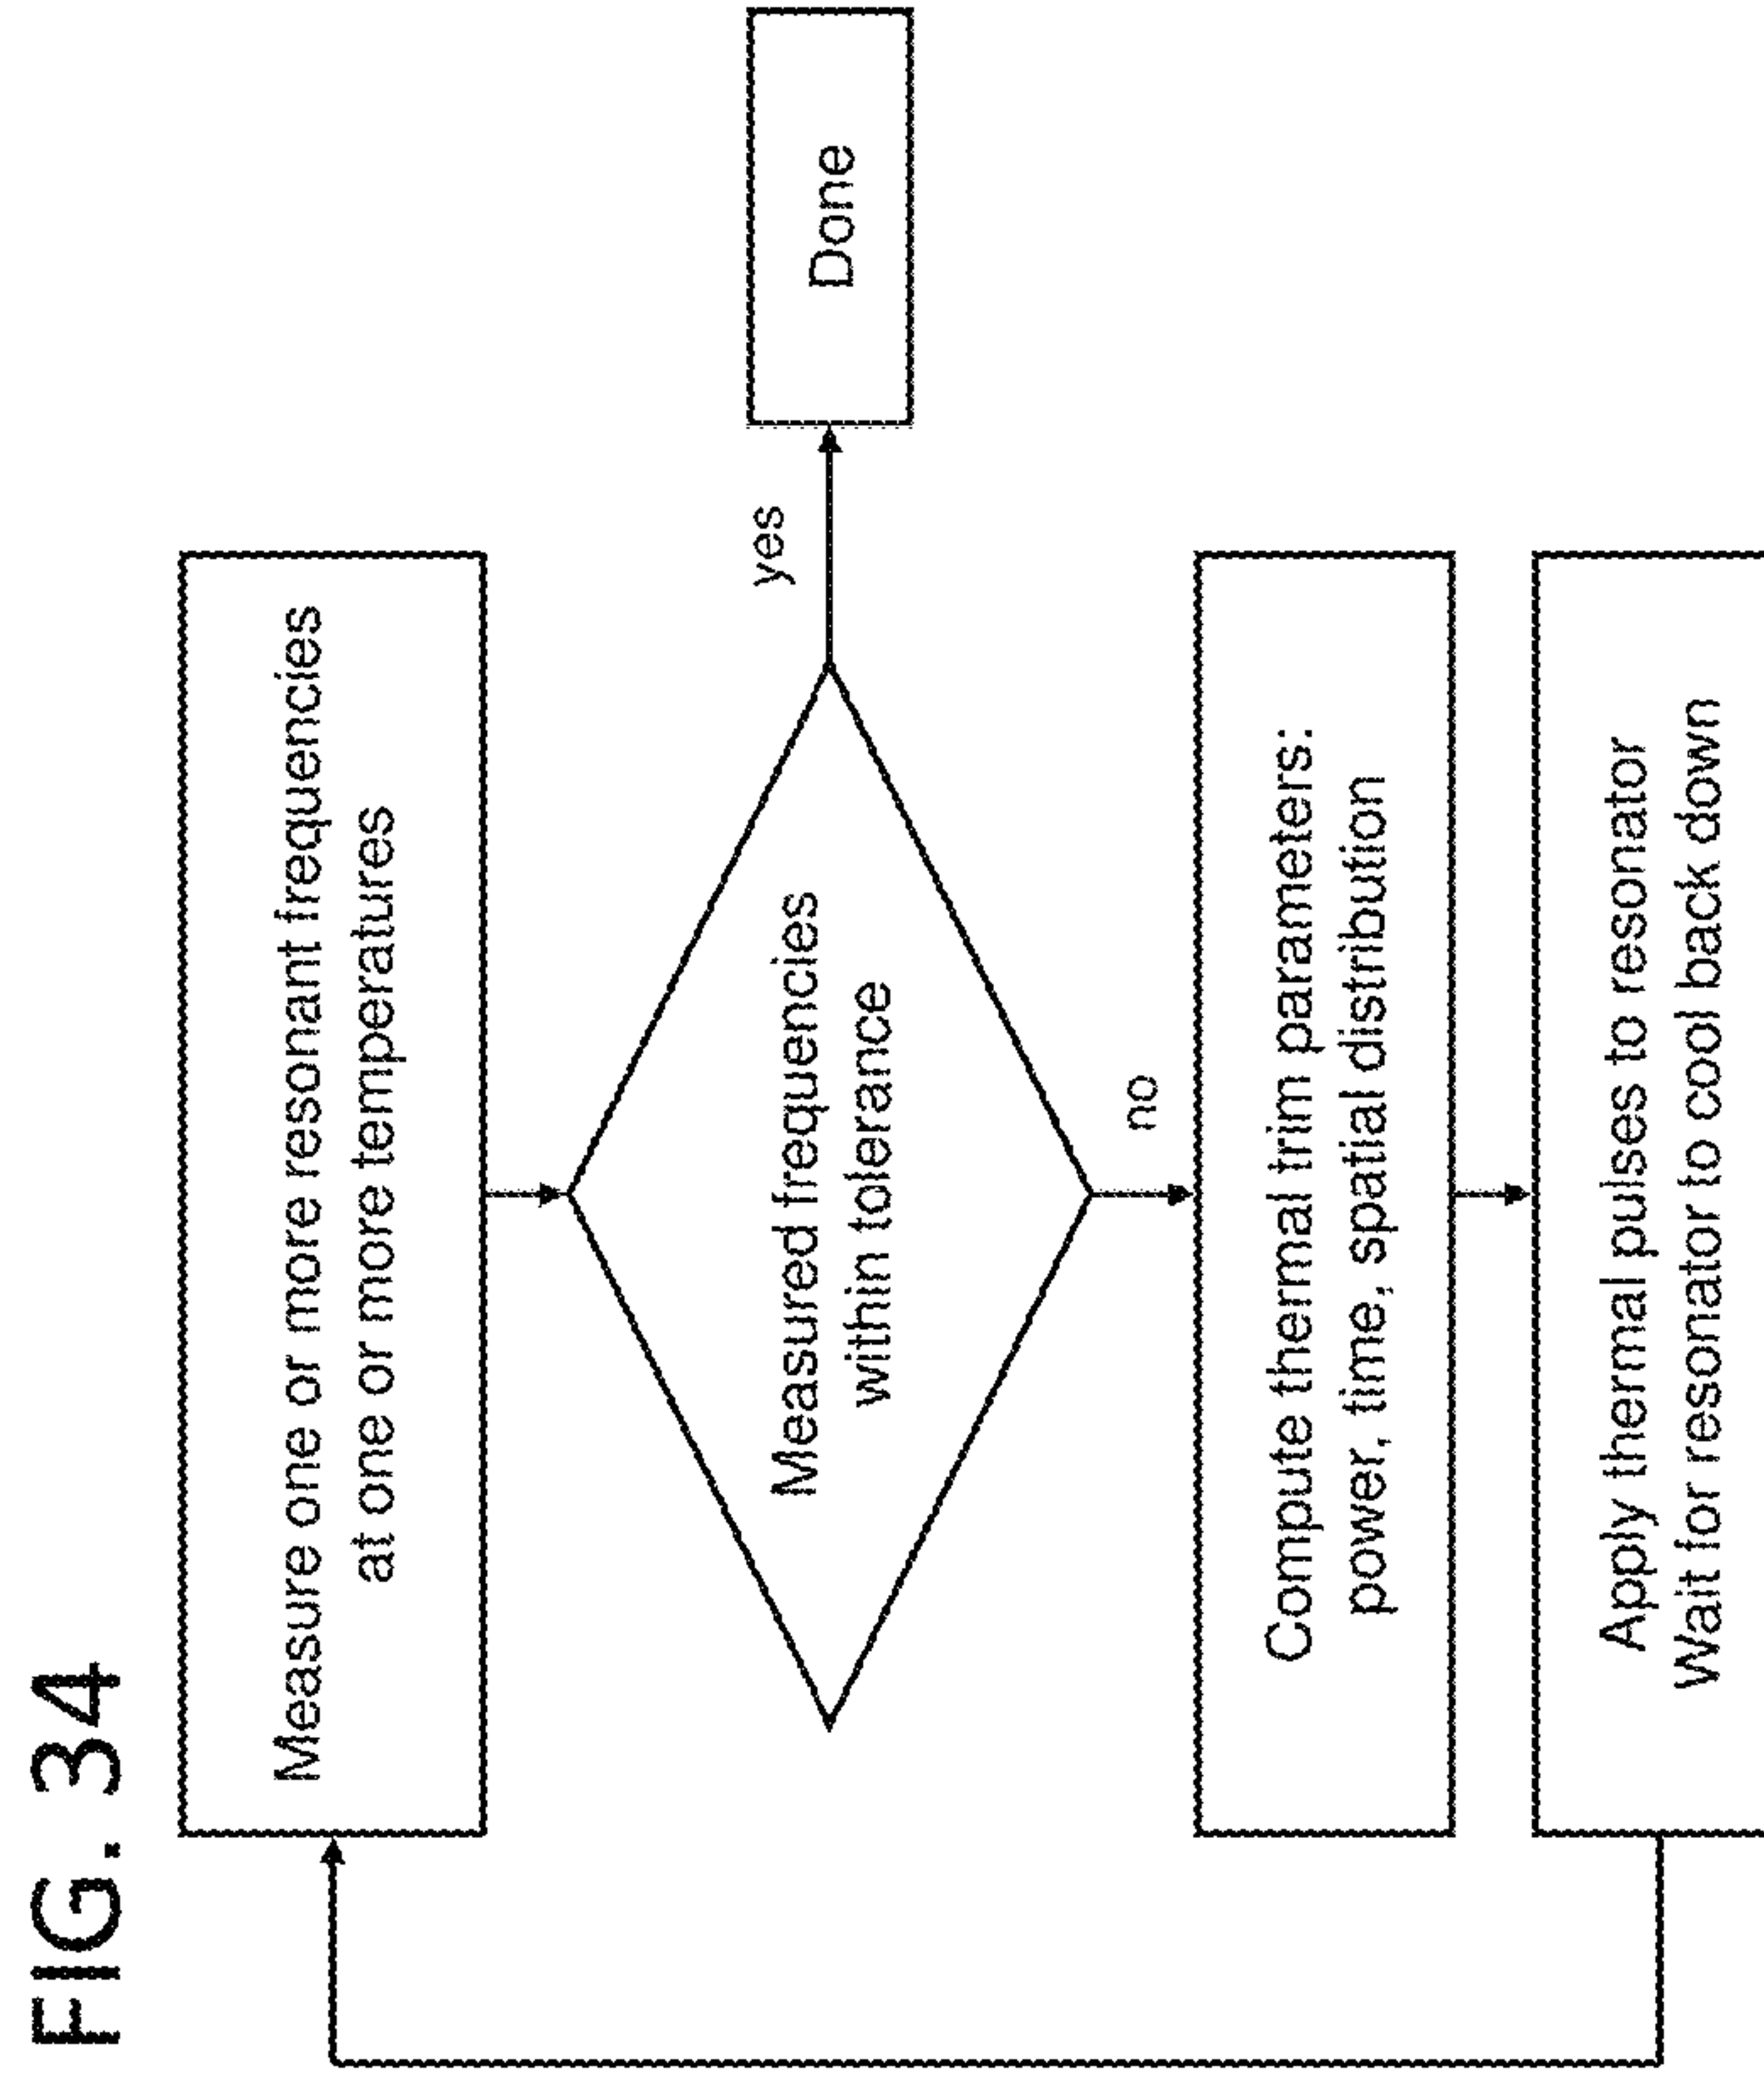 FIG. 34
Measure one or more resonant frequencies
at one or more temperatures
Measured frequencies
within tolerance
yes
Done
no
Compute thermal trim parameters:
power, time, spatial distribution
Apply thermal pulses to resonator
Wait for resonator to cool back down